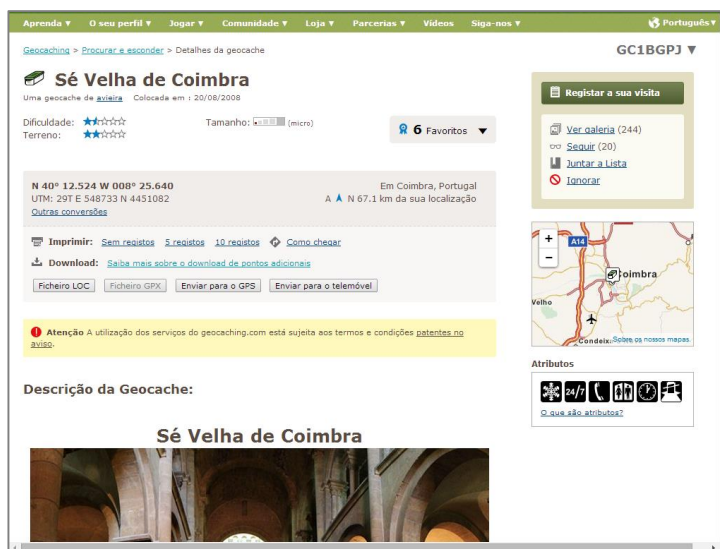 Aprenda ▼ O seu perfil ▼ Jogar ▼ Comunidade ▼ Loja ▼ Parcerias ▼ Vídeos Siga-nos ▼ Português ▼
Geocaching > Procurar e esconder > Detalhes da geocache
GC1BGPJ ▼
Sé Velha de Coimbra
Uma geocache de avieira Colocada em : 20/08/2008
Dificuldade:
Tamanho: (micro)
Terreno:
6 Favoritos ▼
N 40° 12.524 W 008° 25.640
Em Coimbra, Portugal
UTM: 29T E 548733 N 4451082
A N 67.1 km da sua localização
Outras conversões
Imprimir: Sem registos 5 registos 10 registos Como chegar
Download: Saiba mais sobre o download de pontos adicionais
Ficheiro LOC Ficheiro GPX Enviar para o GPS Enviar para o telemóvel
Atenção A utilização dos serviços do geocaching.com está sujeita aos termos e condições patentes no
aviso.
Descrição da Geocache:
Sé Velha de Coimbra
Registar a sua visita
Ver galeria (244)
Seguir (20)
Juntar a Lista
Ignorar
+
A14
−
oimbra
Velho
Condeix
Sobre os nossos mapas
Atributos
24/7
O que são atributos?